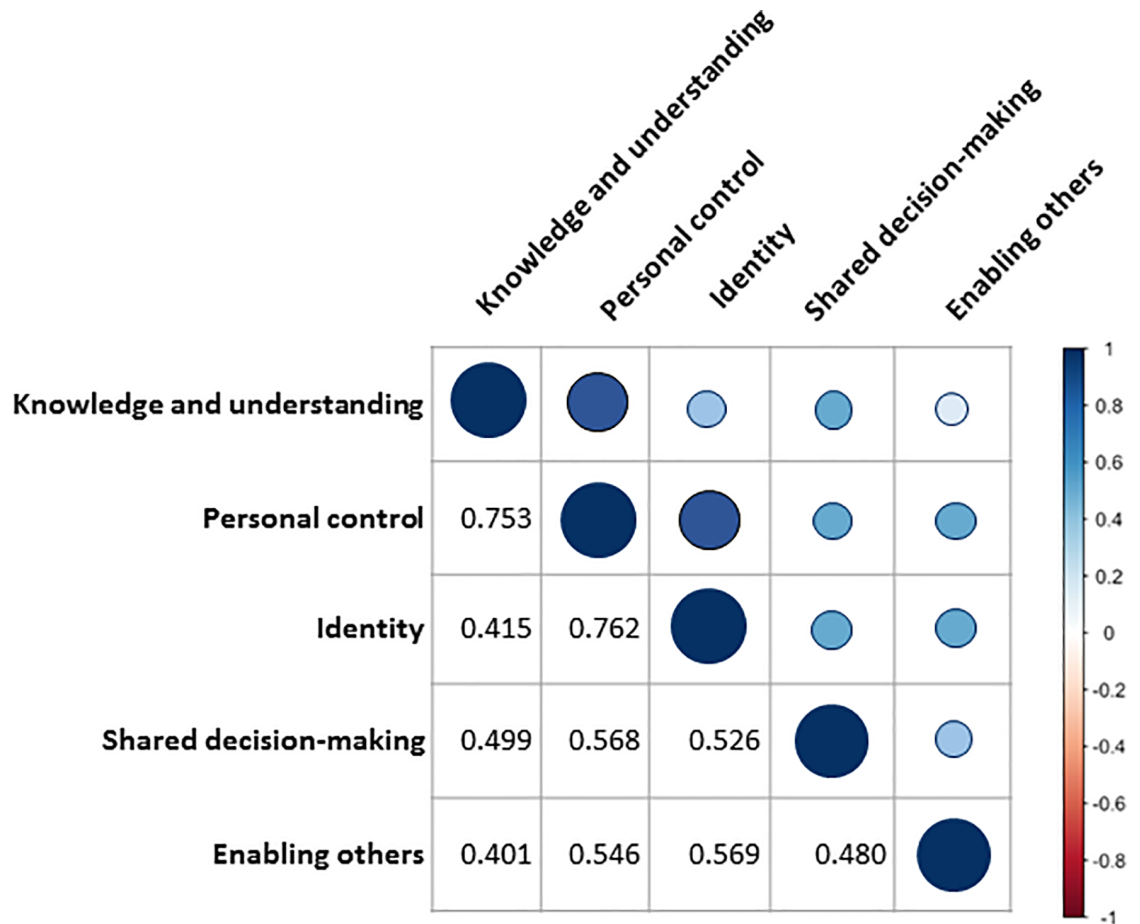 Knowledge and understanding
Personal control
Identity
Shared decision-making
Enabling others
Knowledge and understanding
Personal control 0.753
Identity 0.415 0.762
Shared decision-making 0.499 0.568 0.526
Enabling others 0.401 0.546 0.569 0.480
1
0.8
0.6
0.4
0.2
0
-0.2
-0.4
-0.6
-0.8
-1